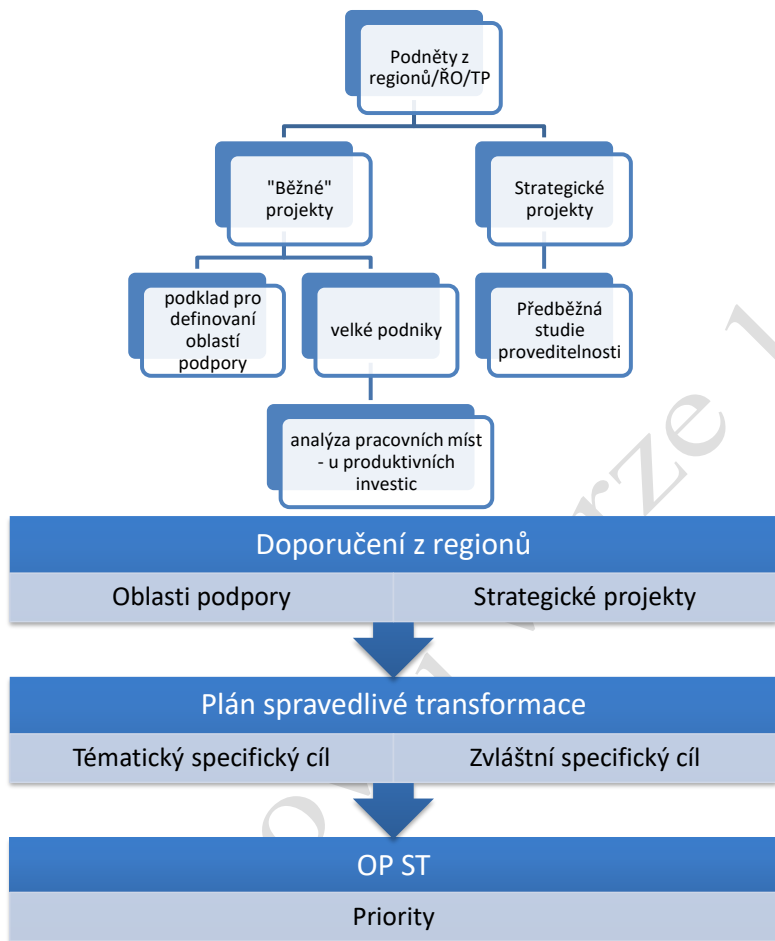 Podněty z
regionů/ŘO/TP
"Běžné"
projekty
Strategické
projekty
podklad pro
definovaní
oblastí
podpory
velké podniky
Předběžná
studie
proveditelnosti
analýza pracovních míst
- u produktivních
investic
Doporučení z regionů
Oblasti podpory
Strategické projekty
Plán spravedlivé transformace
Tématický specifický cíl
Zvláštní specifický cíl
OP ST
Priority